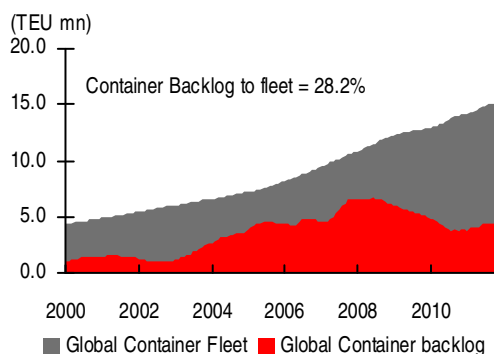 (TEU mn)
20.0
Container Backlog to fleet = 28.2%
15.0
10.0
5.0
0.0
2000 2002 2004 2006 2008 2010
Global Container Fleet Global Container backlog